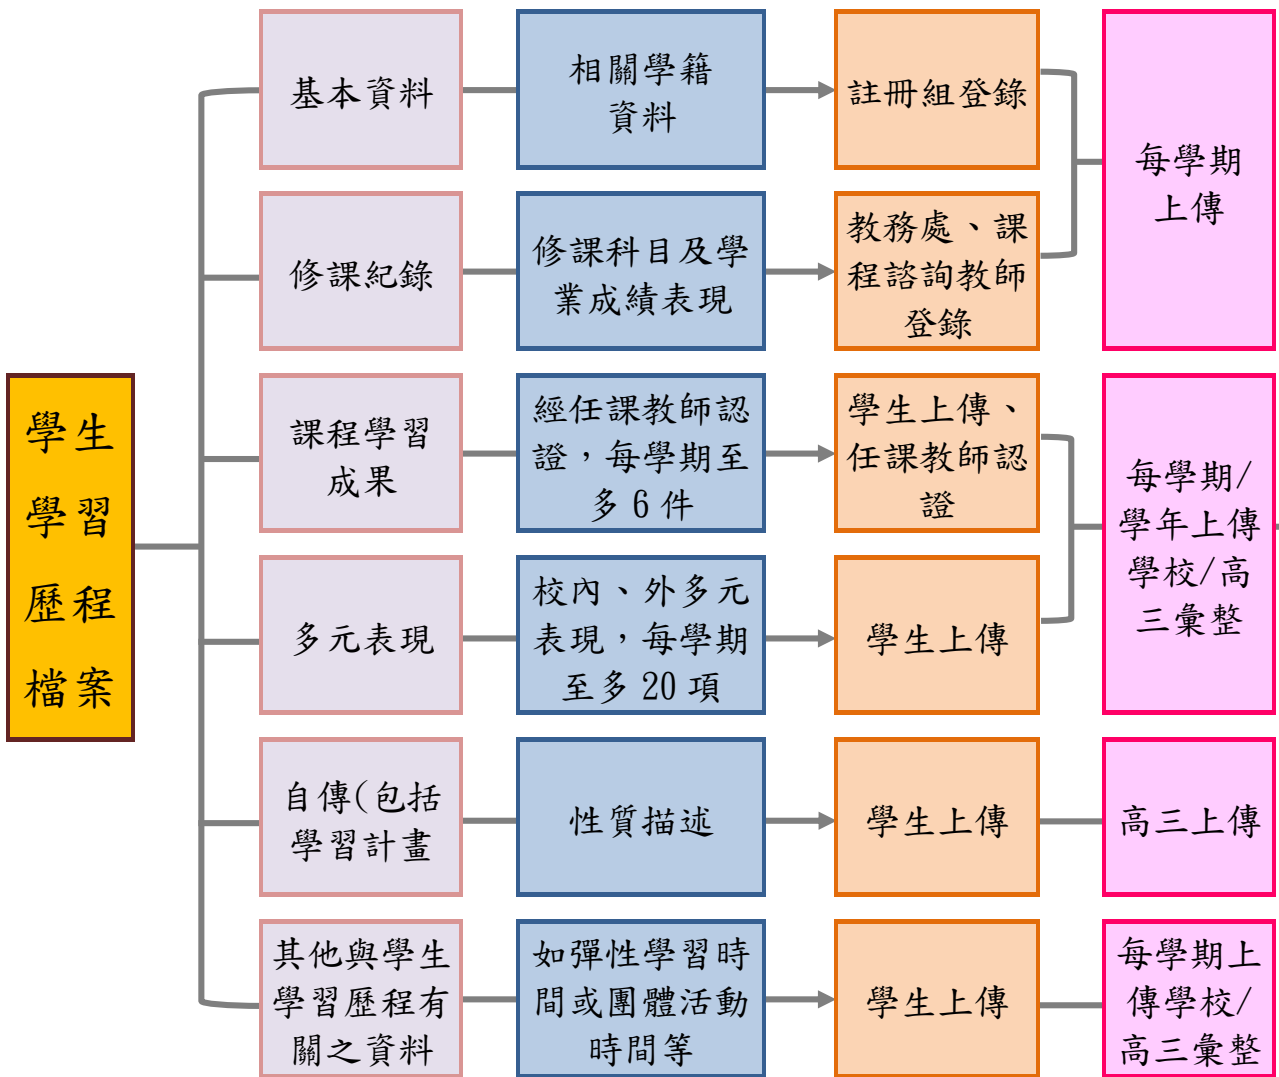 學生
學習
歷程
檔案
基本資料
相關學籍
資料
註冊組登錄
每學期
上傳
修課紀錄
修課科目及學
業成績表現
教務處、課
程諮詢教師
登錄
課程學習
成果
經任課教師認
證，每學期至
多 6 件
學生上傳、
任課教師認
證
每學期/
學年上傳
學校/高
三彙整
多元表現
校內、外多元
表現，每學期
至多 20 項
學生上傳
自傳(包括
學習計畫
性質描述
學生上傳
高三上傳
其他與學生
學習歷程有
關之資料
如彈性學習時
間或團體活動
時間等
學生上傳
每學期上
傳學校/
高三彙整